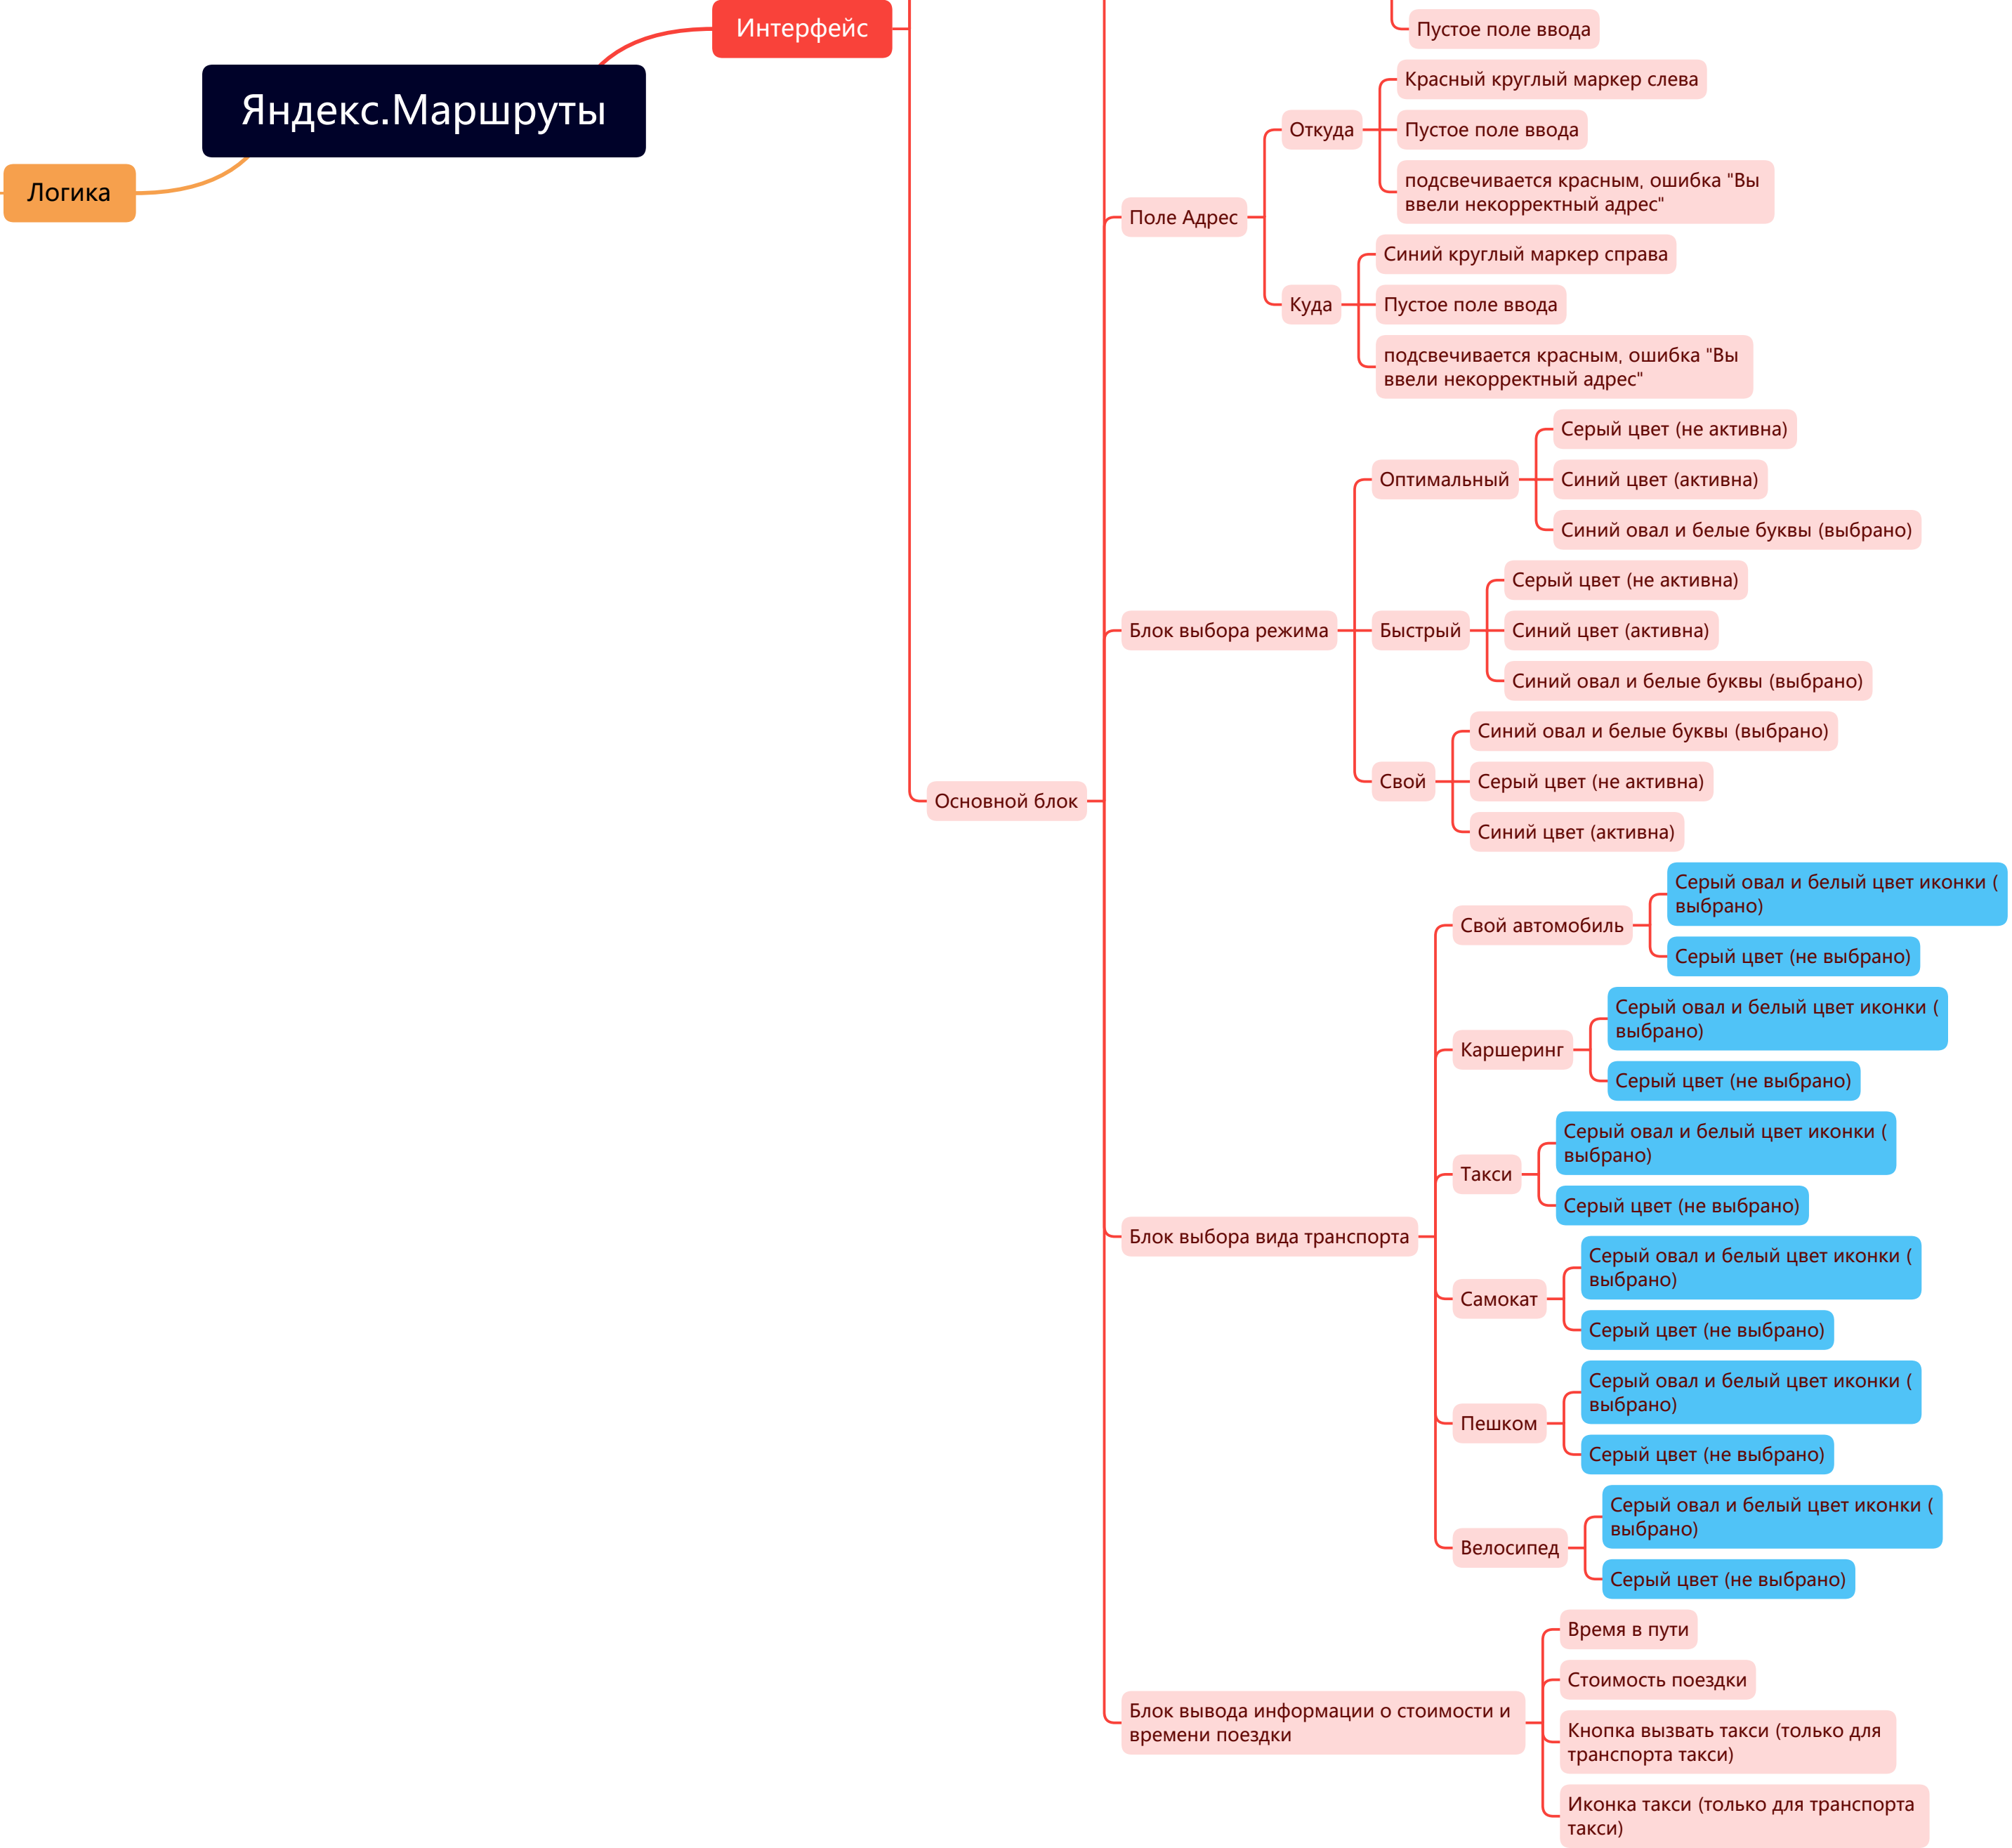 Интерфейс
Яндекс.Маршруты
Логика
Пустое поле ввода
Основной блок
Поле Адрес
Откуда
Красный круглый маркер слева
Пустое поле ввода
подсвечивается красным, ошибка "Вы
ввели некорректный адрес"
Куда
Синий круглый маркер справа
Пустое поле ввода
подсвечивается красным, ошибка "Вы
ввели некорректный адрес"
Блок выбора режима
Оптимальный
Серый цвет (не активна)
Синий цвет (активна)
Синий овал и белые буквы (выбрано)
Быстрый
Серый цвет (не активна)
Синий цвет (активна)
Синий овал и белые буквы (выбрано)
Свой
Синий овал и белые буквы (выбрано)
Серый цвет (не активна)
Синий цвет (активна)
Блок выбора вида транспорта
Свой автомобиль
Серый овал и белый цвет иконки (
выбрано)
Серый цвет (не выбрано)
Каршеринг
Серый овал и белый цвет иконки (
выбрано)
Серый цвет (не выбрано)
Такси
Серый овал и белый цвет иконки (
выбрано)
Серый цвет (не выбрано)
Самокат
Серый овал и белый цвет иконки (
выбрано)
Серый цвет (не выбрано)
Пешком
Серый овал и белый цвет иконки (
выбрано)
Серый цвет (не выбрано)
Велосипед
Серый овал и белый цвет иконки (
выбрано)
Серый цвет (не выбрано)
Блок вывода информации о стоимости и
времени поездки
Время в пути
Стоимость поездки
Кнопка вызвать такси (только для
транспорта такси)
Иконка такси (только для транспорта
такси)